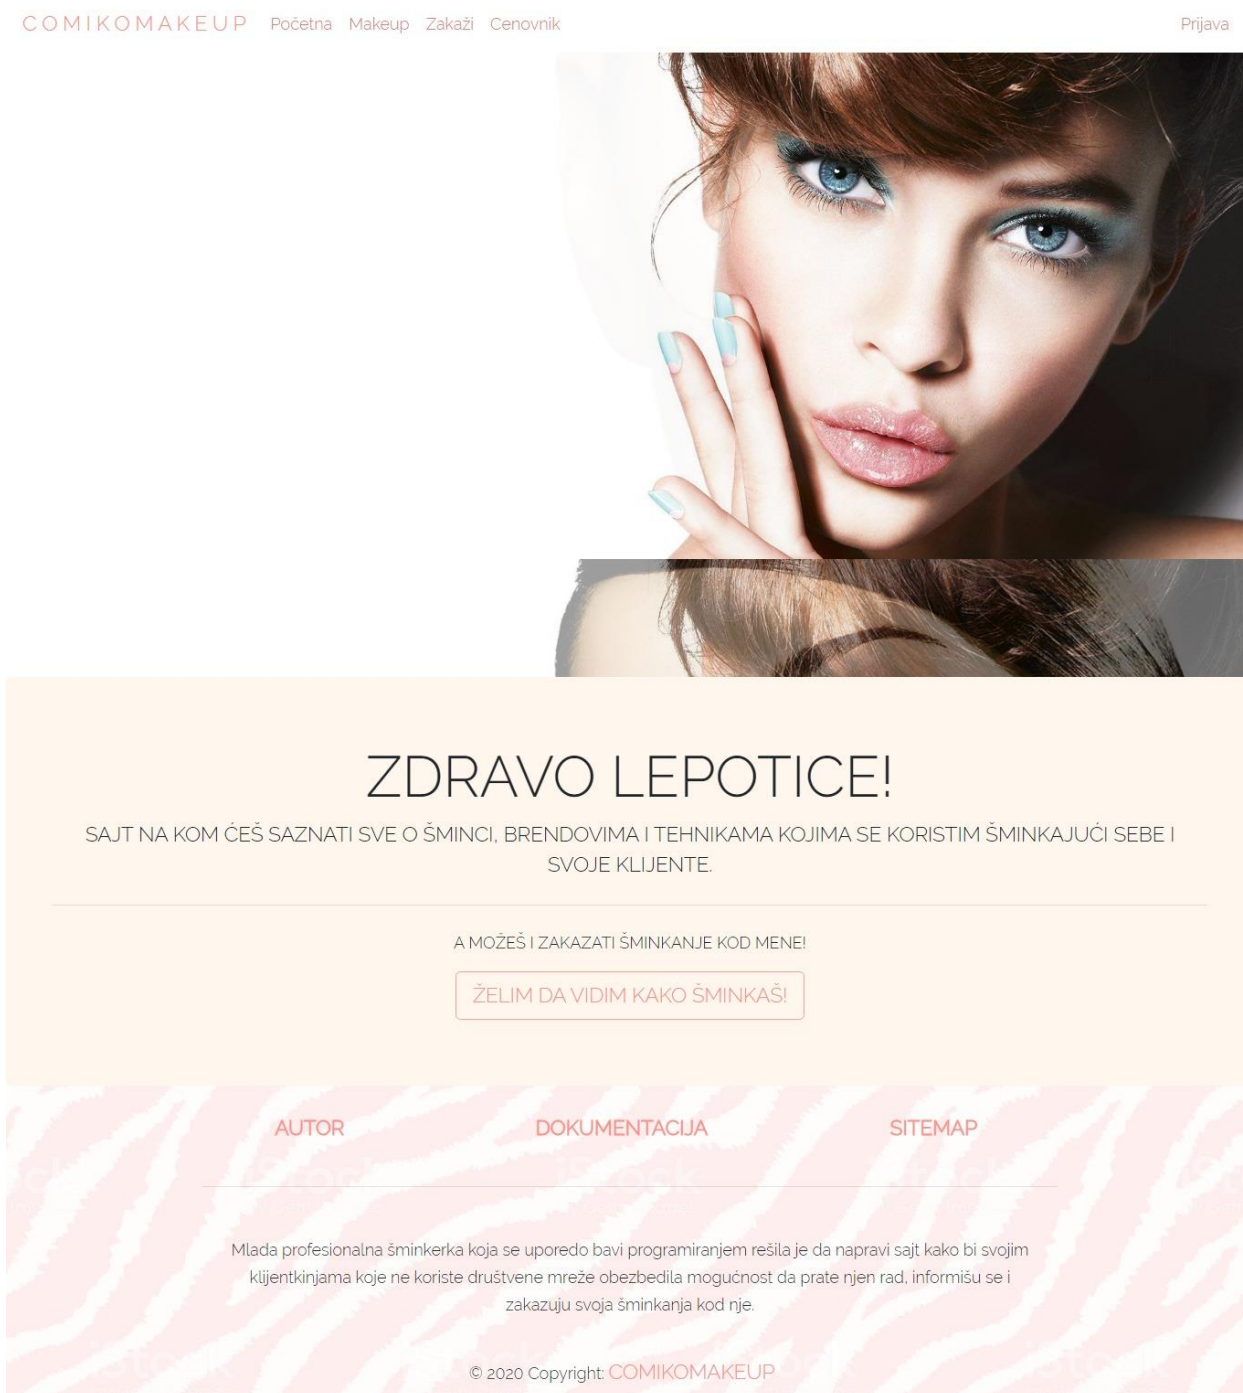 COMIKOMAKEUP Početna Makeup Zakaži Cenovnik Prijava
ZDRAVO LEPOTICE!
SAJT NA KOM ĆEŠ SAZNATI SVE O ŠMINCI, BRENDOVIMA I TEHNIKAMA KOJIMA SE KORISTIM ŠMINKAJUĆI SEBE I
SVOJE KLIJENTE.
A MOŽEŠ I ZAKAZATI ŠMINKANJE KOD MENE!
ŽELIM DA VIDIM KAKO ŠMINKAŠ!
AUTOR DOKUMENTACIJA SITEMAP
iStock iStock iStock
Mlada profesionalna šminkerka koja se uporedo bavi programiranjem rešila je da napravi sajt kako bi svojim
klijentkinjama koje ne koriste društvene mreže obezbedila mogućnost da prate njen rad, informišu se i
zakazuju svoja šminkanja kod nje.
© 2020 Copyright: COMIKOMAKEUP